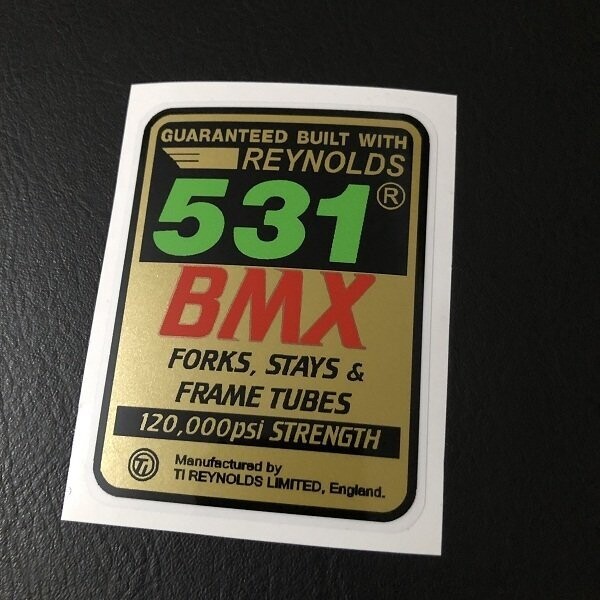 GUARANTEED BUILT WITH
REYNOLDS
531®
BMX
FORKS, STAYS &
FRAME TUBES
120,000psi STRENGTH
TI
Manufactured by
TI REYNOLDS LIMITED, England.